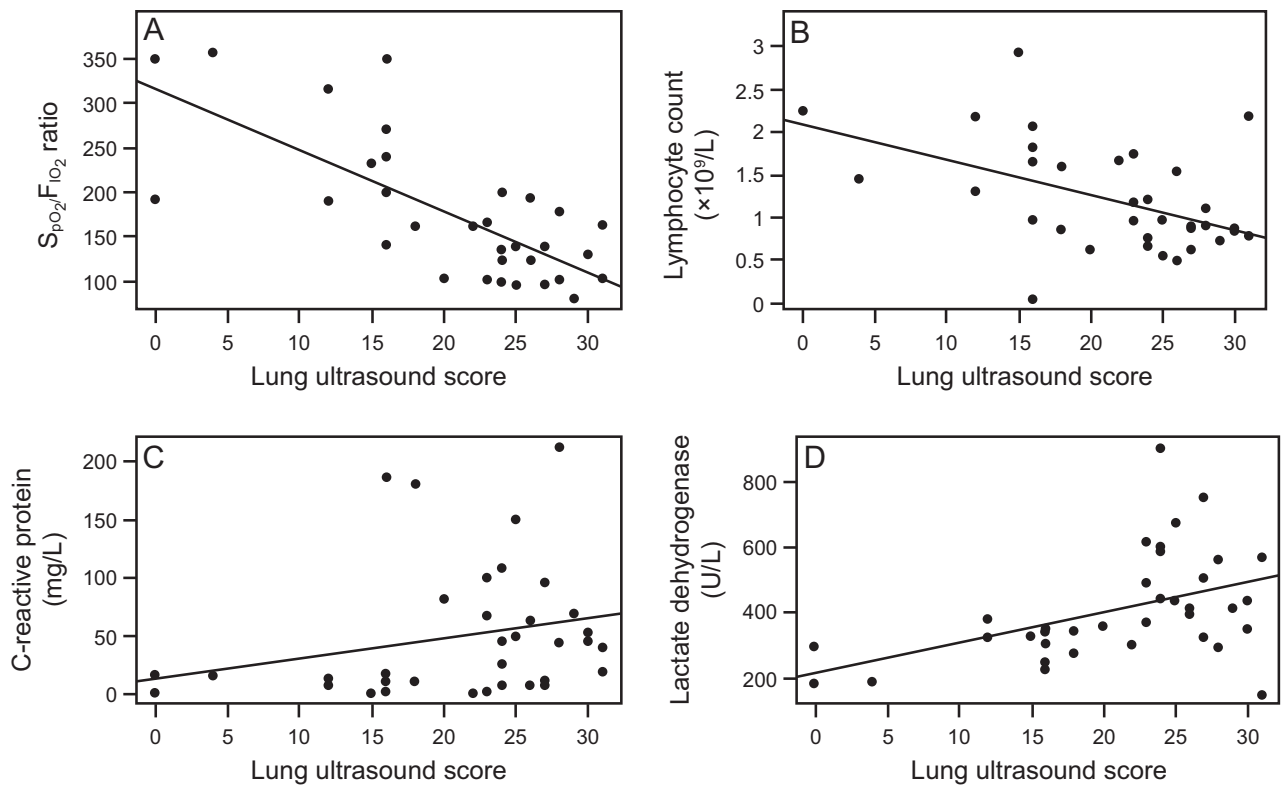 A
S_pO₂/F_IO₂ ratio
350
300
250
200
150
100
0 5 10 15 20 25 30
Lung ultrasound score
B
Lymphocyte count
(×10⁹/L)
3
2.5
2
1.5
1
0.5
0
0 5 10 15 20 25 30
Lung ultrasound score
C
C-reactive protein
(mg/L)
200
150
100
50
0
0 5 10 15 20 25 30
Lung ultrasound score
D
Lactate dehydrogenase
(U/L)
800
600
400
200
0 5 10 15 20 25 30
Lung ultrasound score